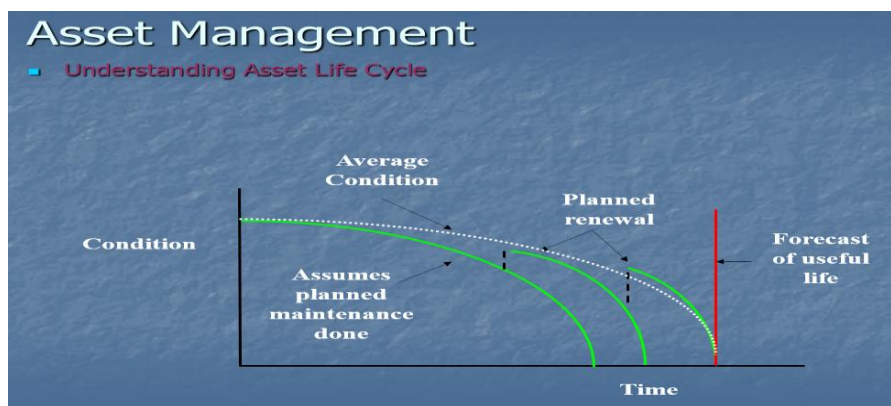 Asset Management
Understanding Asset Life Cycle
Average
Condition
Planned
renewal
Condition
Forecast
of useful
life
Assumes
planned
maintenance
done
Time